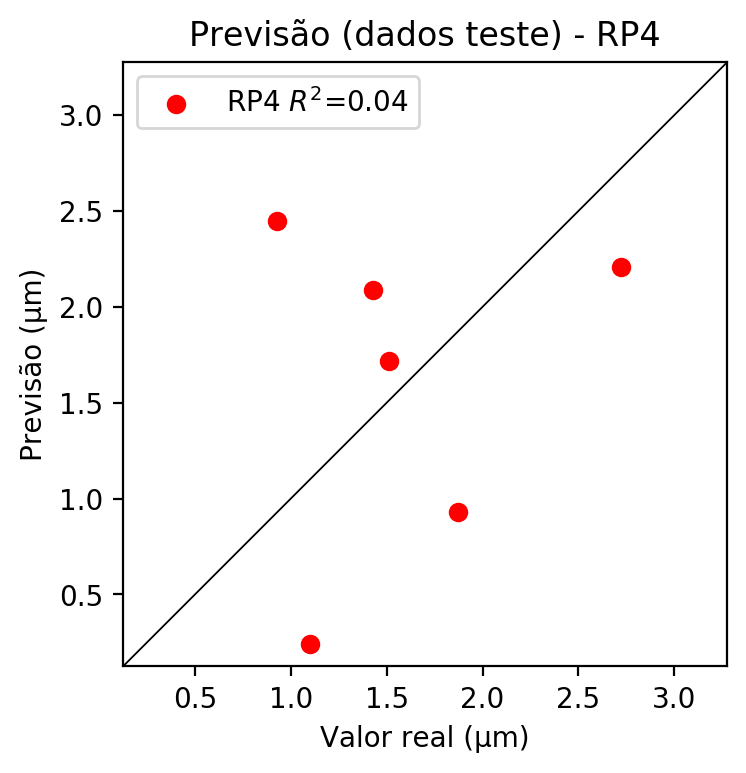 Previsão (dados teste) - RP4
RP4 R²=0.04
Previsão (µm)
3.0
2.5
2.0
1.5
1.0
0.5
0.5 1.0 1.5 2.0 2.5 3.0
Valor real (µm)